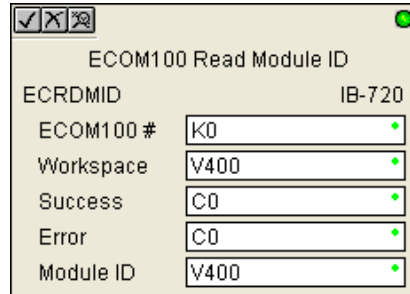 ECOM100 Read Module ID
ECRDMID IB-720
ECOM100 # K0
Workspace V400
Success C0
Error C0
Module ID V400